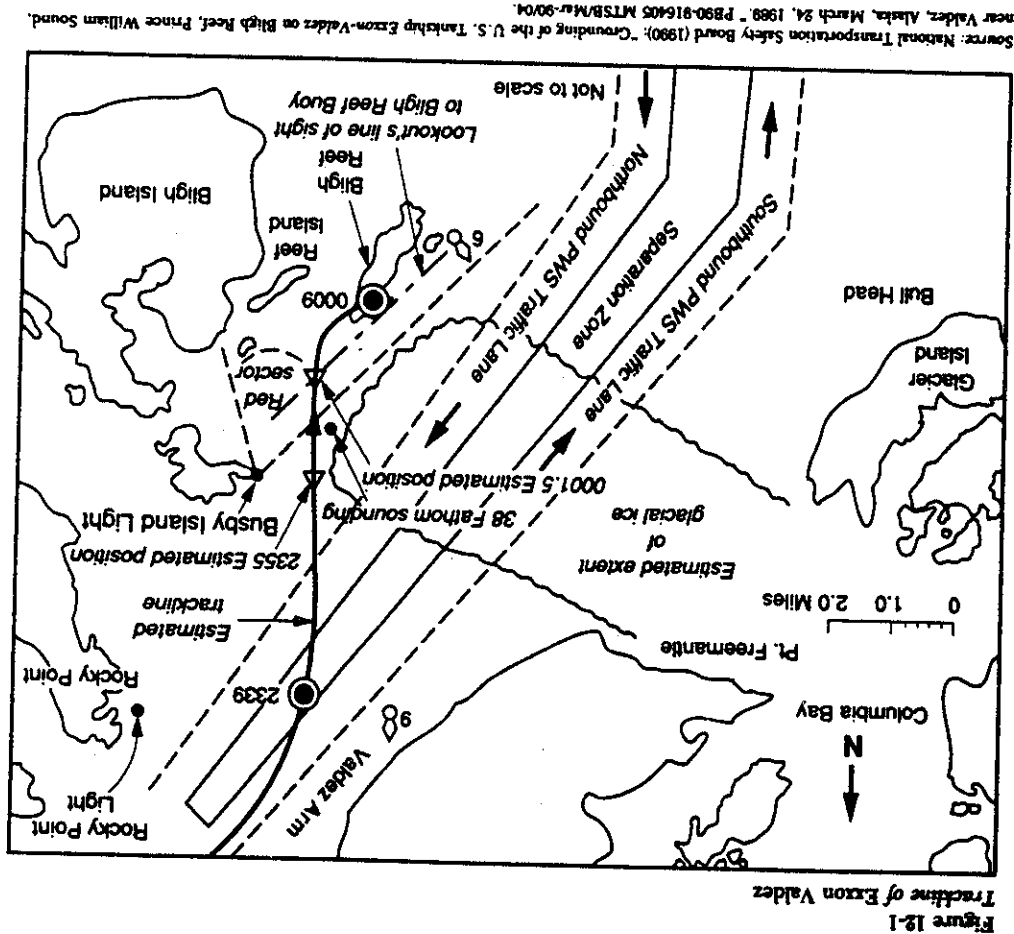 Figure 12-1
Trackline of Exxon Valdez
Rocky Point
Light
Rocky Point
Valdez Arm
N
Columbia Bay
2339
Pt. Freemantle
0 1.0 2.0 Miles
Estimated
trackline
Estimated extent
of
glacial ice
2355 Estimated position
Busby Island Light
38 Fathom sounding
0001.5 Estimated position
Red
sector
Glacier
Island
Bull Head
Southbound PWS Traffic Lane
Separation Zone
Northbound PWS Traffic Lane
0009
Island
Reef
Bligh Island
Bligh
Reef
Lookout's line of sight
to Bligh Reef Buoy
Not to scale
6
9
Source: National Transportation Safety Board (1990): "Grounding of the U.S. Tankship Exxon-Valdez on Bligh Reef, Prince William Sound,
near Valdez, Alaska, March 24, 1989." PB90-916405 MTSB/Mar-90/04.